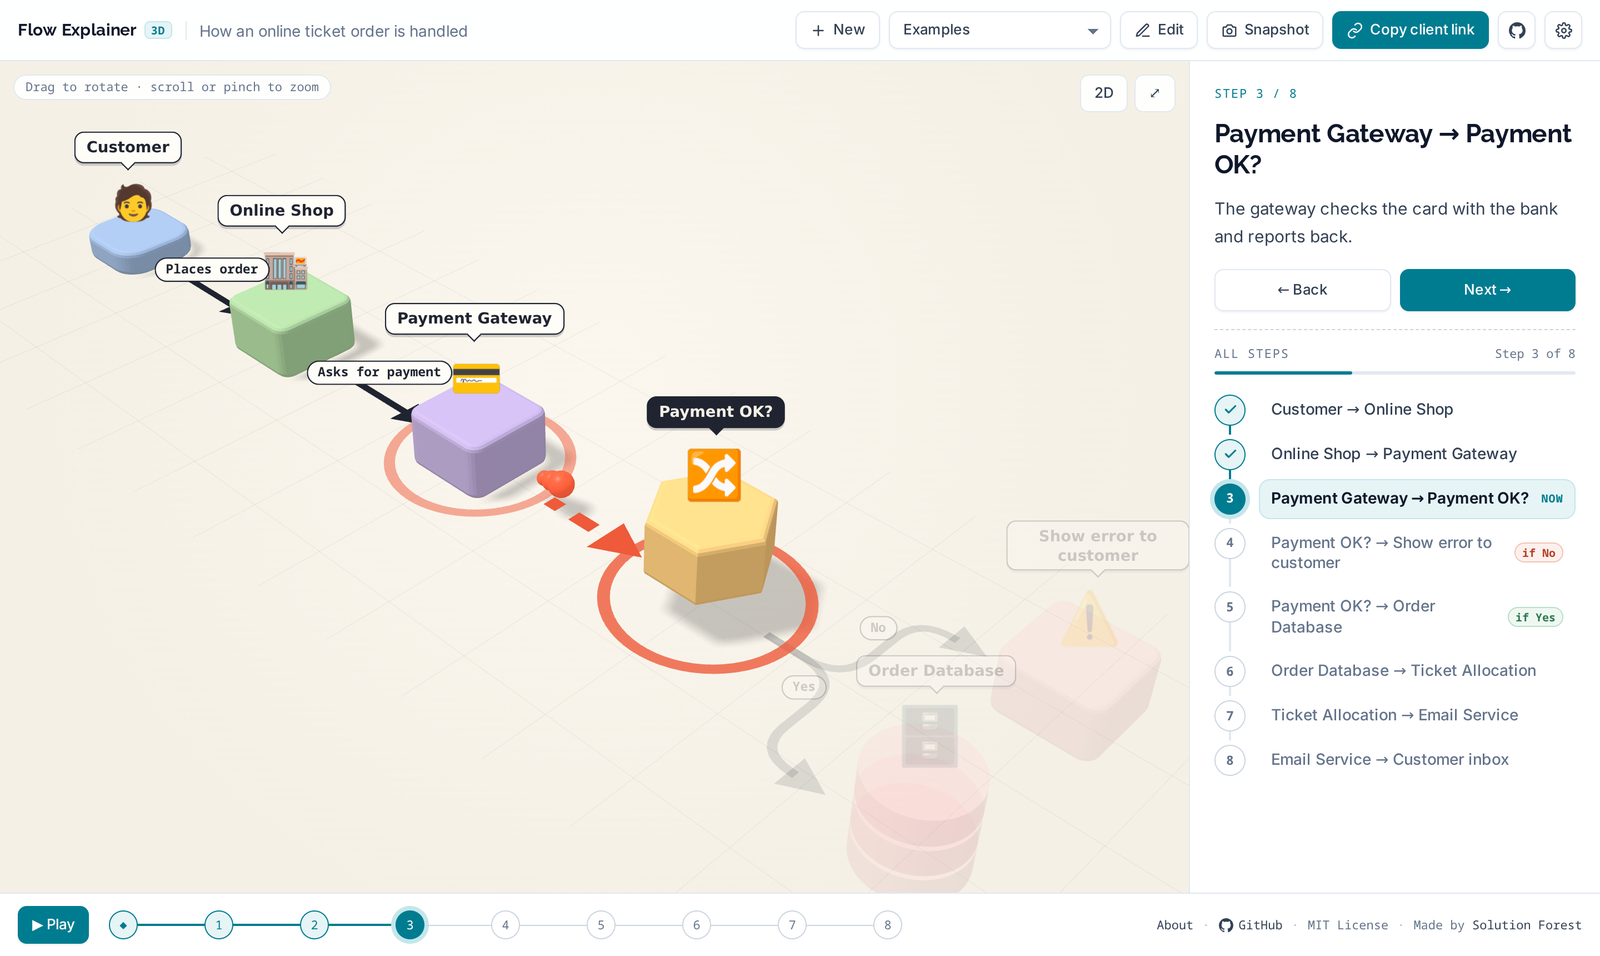 Flow Explainer 3D How an online ticket order is handled
+ New
Examples
Edit
Snapshot
Copy client link
Drag to rotate · scroll or pinch to zoom
2D
Customer
Online Shop
Places order
Payment Gateway
Asks for payment
Payment OK?
Show error to
customer
No
Order Database
Yes
STEP 3 / 8
Payment Gateway → Payment
OK?
The gateway checks the card with the bank
and reports back.
← Back
Next →
ALL STEPS Step 3 of 8
Customer → Online Shop
Online Shop → Payment Gateway
3 Payment Gateway → Payment OK? NOW
4 Payment OK? → Show error to
customer
if No
5 Payment OK? → Order
Database
if Yes
6 Order Database → Ticket Allocation
7 Ticket Allocation → Email Service
8 Email Service → Customer inbox
▶ Play
1 2 3 4 5 6 7 8
About · GitHub · MIT License · Made by Solution Forest